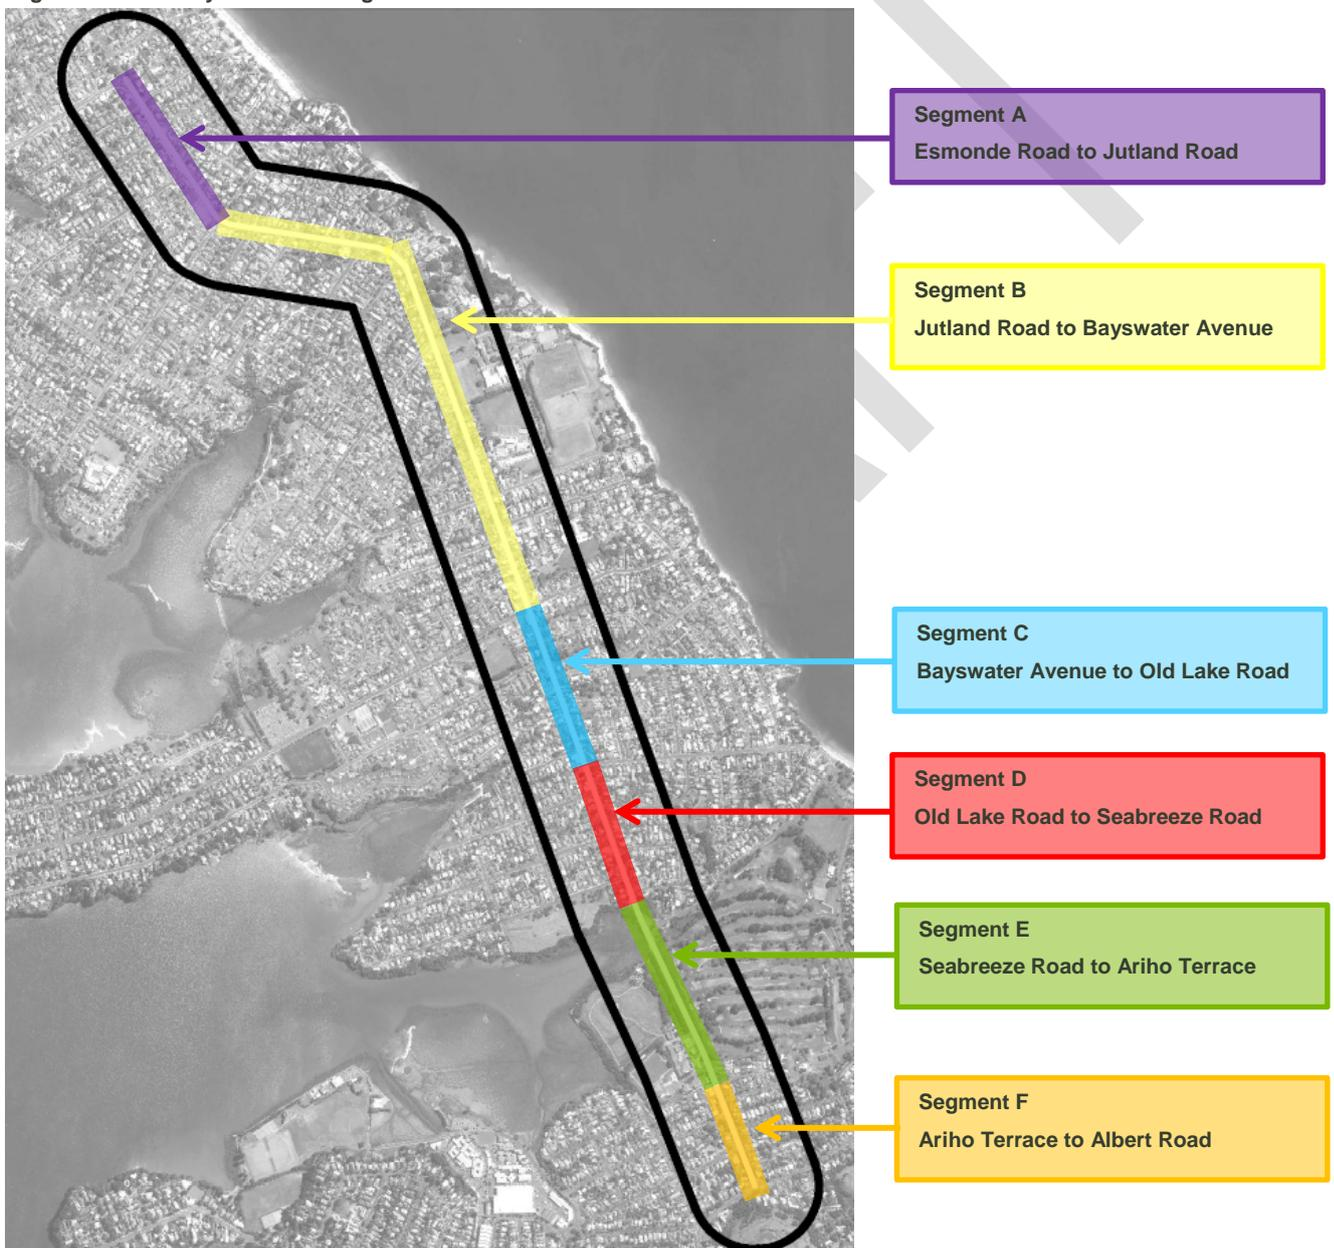 Segment A
Esmonde Road to Jutland Road
Segment B
Jutland Road to Bayswater Avenue
Segment C
Bayswater Avenue to Old Lake Road
Segment D
Old Lake Road to Seabreeze Road
Segment E
Seabreeze Road to Ariho Terrace
Segment F
Ariho Terrace to Albert Road